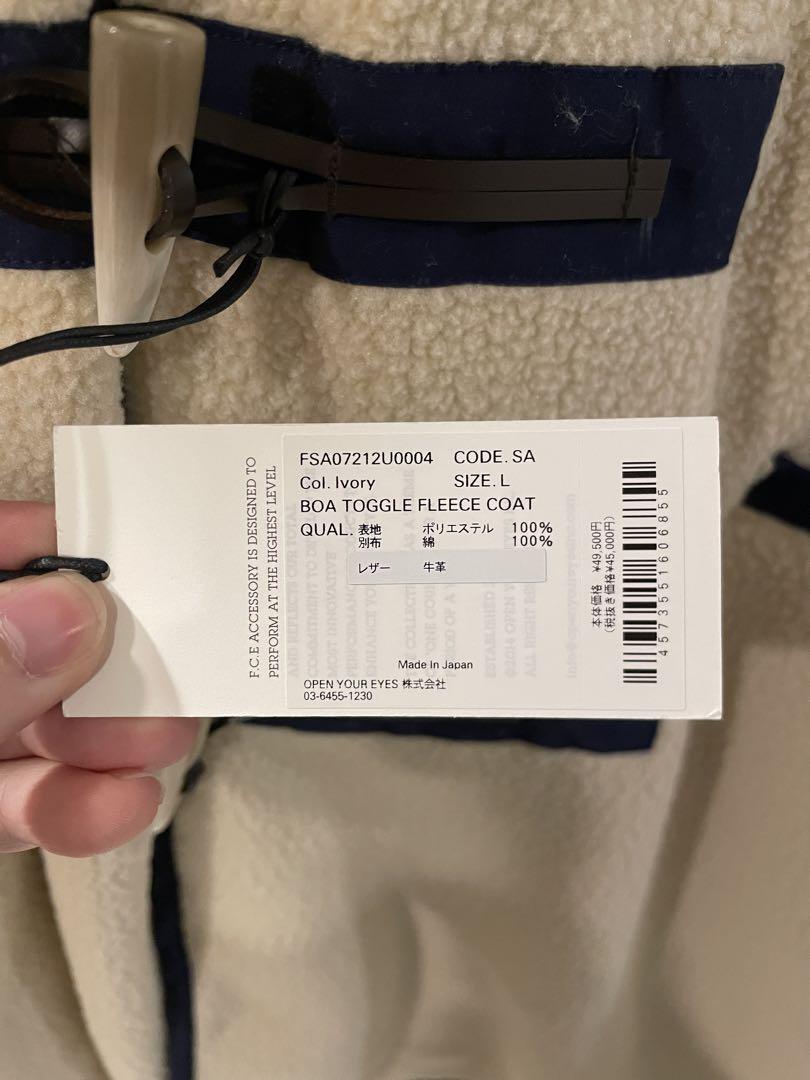 F.C.E ACCESSORY IS DESIGNED TO
PERFORM AT THE HIGHEST LEVEL
FSA07212U0004 CODE. SA
Col. Ivory SIZE. L
BOA TOGGLE FLEECE COAT
QUAL. 表地 ポリエステル 100%
別布 綿 100%
レザー 牛革
Made In Japan
OPEN YOUR EYES 株式会社
03-6455-1230
本体価格 ¥49,500円
(税抜き価格¥45,000円)
4573551606855